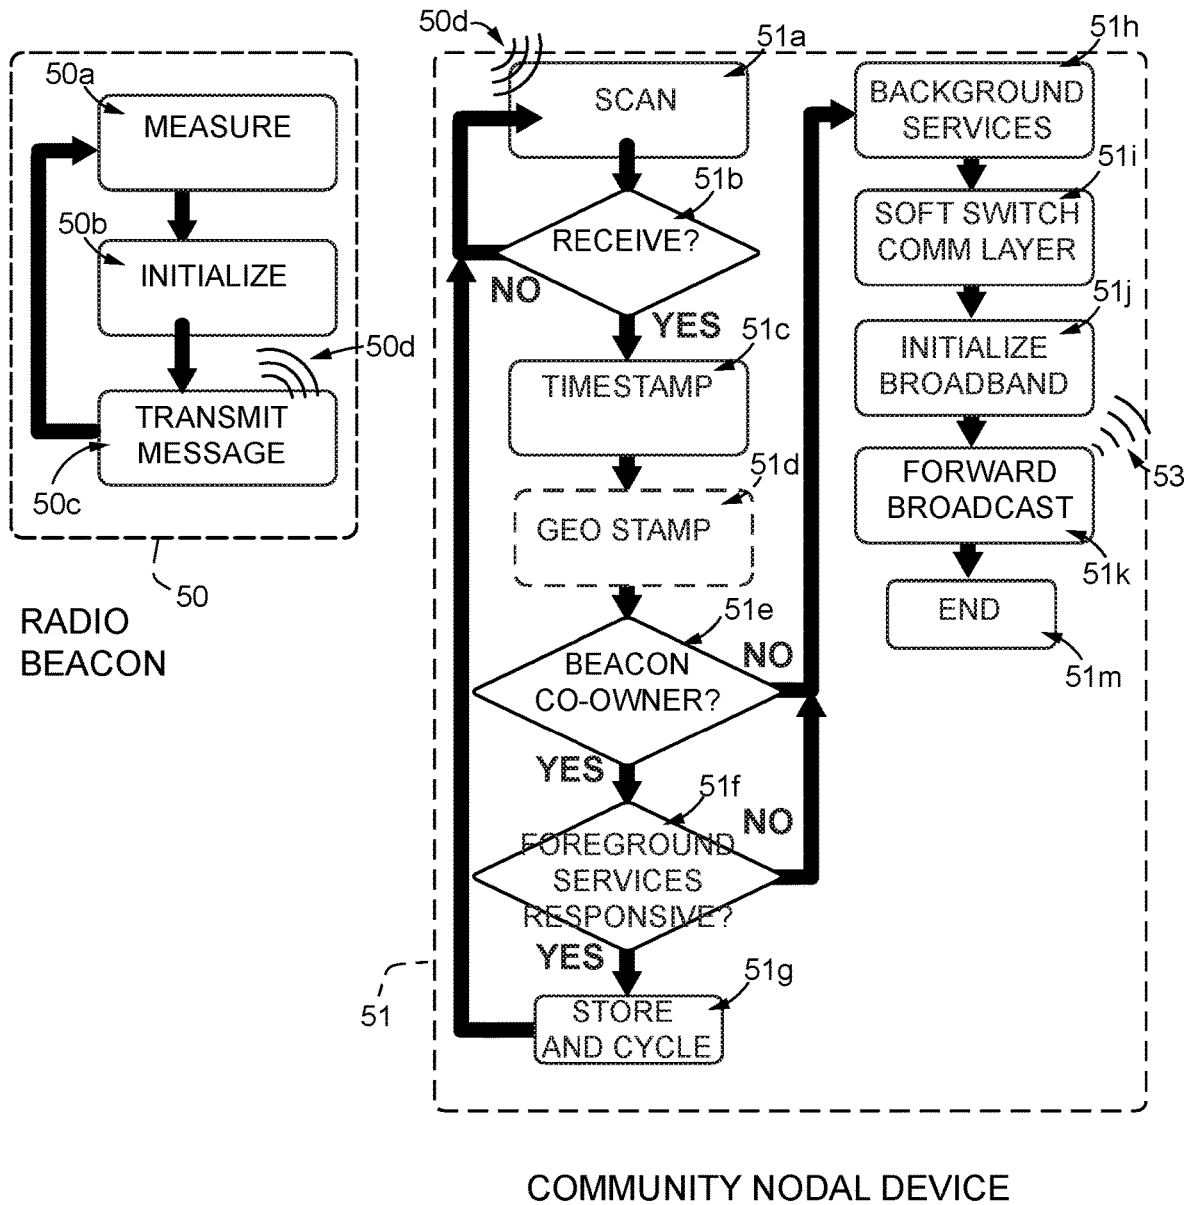 50a
MEASURE
50b
INITIALIZE
50d
TRANSMIT
MESSAGE
50c
50
RADIO
BEACON
50d
51a
SCAN
51b
RECEIVE?
NO
YES
51c
TIMESTAMP
51d
GEO STAMP
51e
BEACON
CO-OWNER?
NO
YES
51f
FOREGROUND
SERVICES
RESPONSIVE?
NO
YES
51g
STORE
AND CYCLE
51
51h
BACKGROUND
SERVICES
51i
SOFT SWITCH
COMM LAYER
51j
INITIALIZE
BROADBAND
53
FORWARD
BROADCAST
51k
END
51m
COMMUNITY NODAL DEVICE